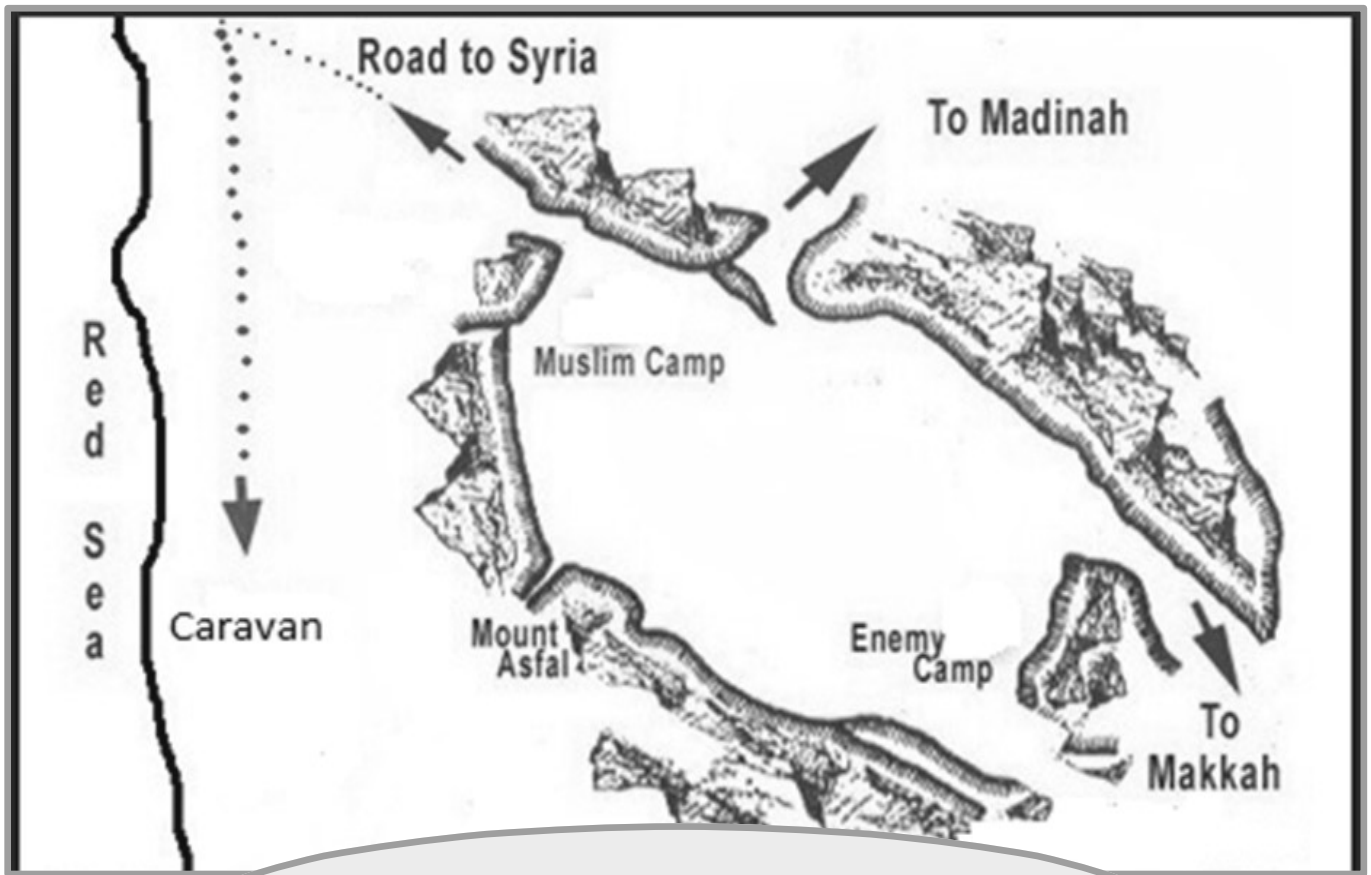 Road to Syria
To Madinah
Red Sea
Muslim Camp
Caravan
Mount
Asfal
Enemy
Camp
To
Makkah